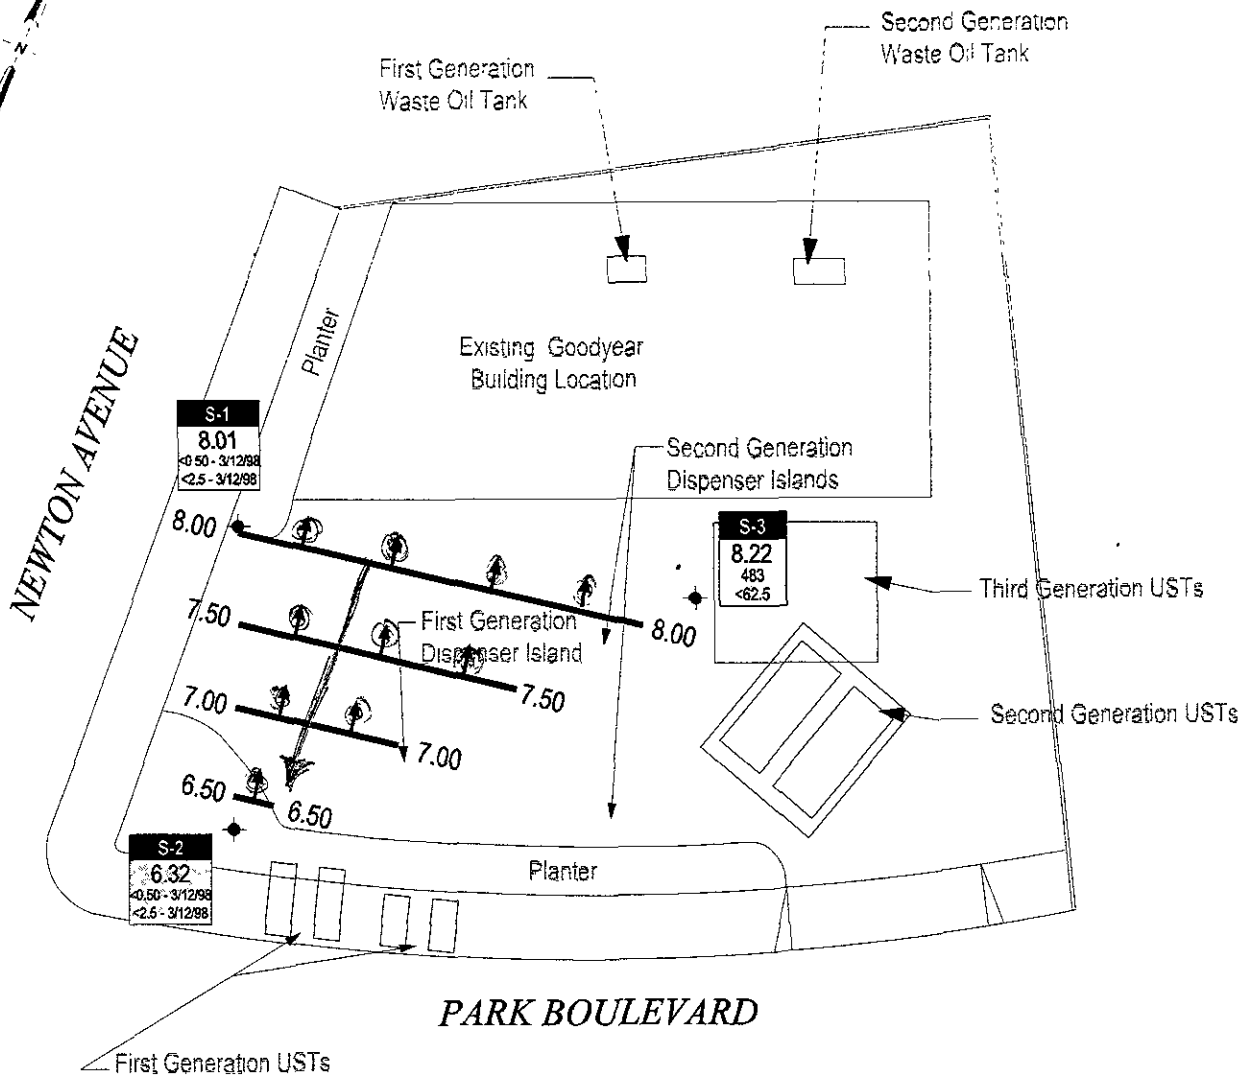 N
Second Generation
Waste Oil Tank
First Generation
Waste Oil Tank
Planter
Existing Goodyear
Building Location
NEWTON AVENUE
S-1
8.01
<0.50 - 3/12/98
<2.5 - 3/12/98
Second Generation
Dispenser Islands
8.00
S-3
8.22
483
<62.5
Third Generation USTs
7.50
First Generation
Dispenser Island
8.00
7.50
7.00
7.00
Second Generation USTs
6.50
6.50
S-2
6.32
<0.50 - 3/12/98
<2.5 - 3/12/98
Planter
PARK BOULEVARD
First Generation USTs